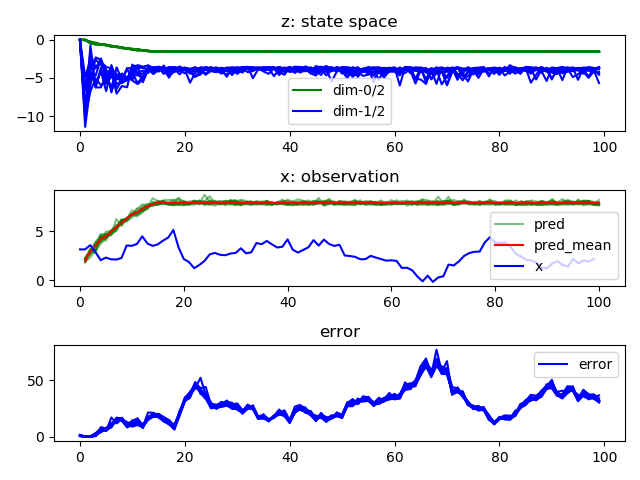 z: state space
0
−5
−10
dim-0/2
dim-1/2
0 20 40 60 80 100
x: observation
5
0
pred
pred_mean
x
0 20 40 60 80 100
error
50
0
error
0 20 40 60 80 100